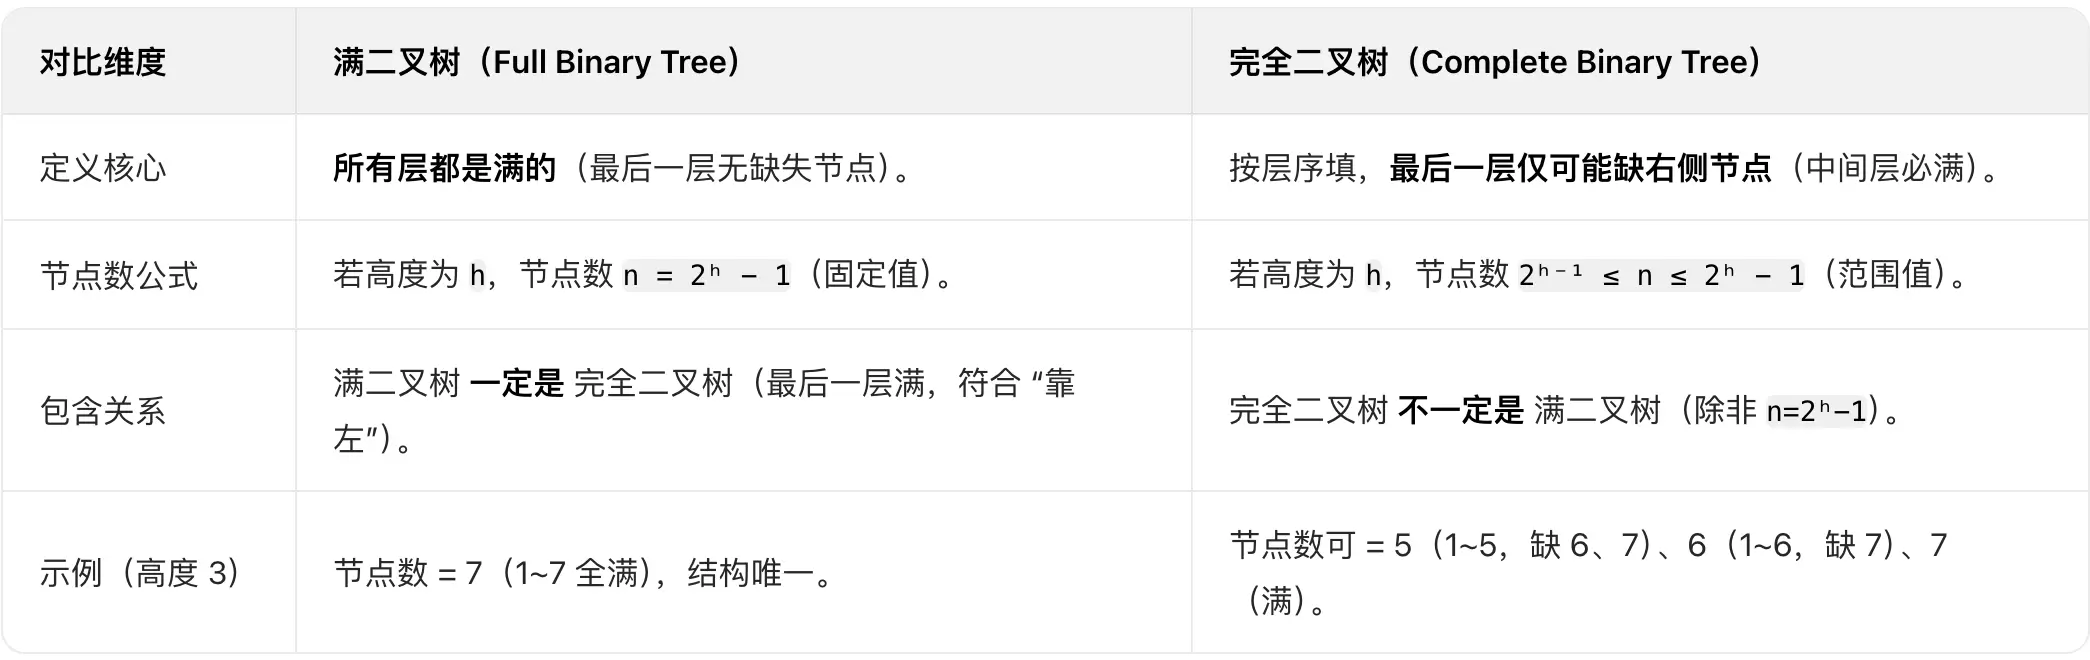 对比维度
满二叉树（Full Binary Tree）
完全二叉树（Complete Binary Tree）
定义核心
所有层都是满的（最后一层无缺失节点）。
按层序填，最后一层仅可能缺右侧节点（中间层必满）。
节点数公式
若高度为 h，节点数 n = 2ʰ - 1（固定值）。
若高度为 h，节点数 2ʰ⁻¹ ≤ n ≤ 2ʰ - 1（范围值）。
包含关系
满二叉树 一定是 完全二叉树（最后一层满，符合 “靠
左”）。
完全二叉树 不一定是 满二叉树（除非 n=2ʰ-1）。
示例（高度 3）
节点数 = 7（1~7 全满），结构唯一。
节点数可 = 5（1~5，缺 6、7）、6（1~6，缺 7）、7
（满）。